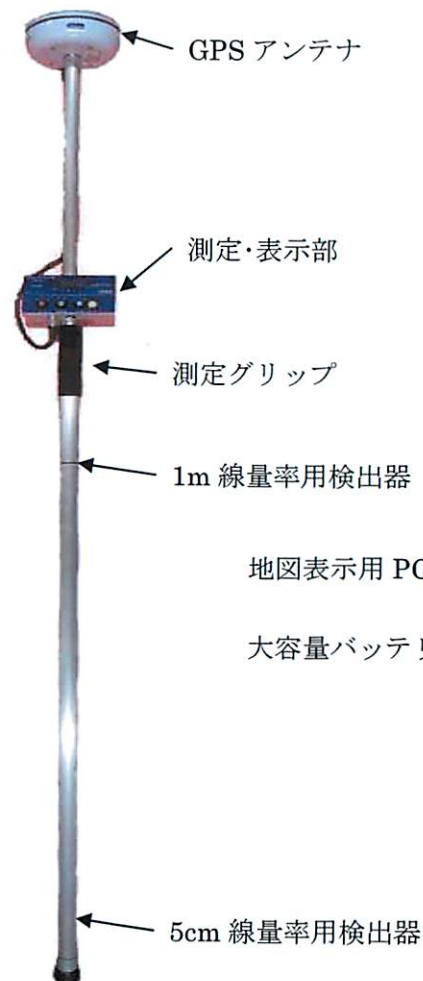 GPS アンテナ
測定･表示部
測定グリップ
1m 線量率用検出器
地図表示用 PC
大容量バッテリ
5cm 線量率用検出器